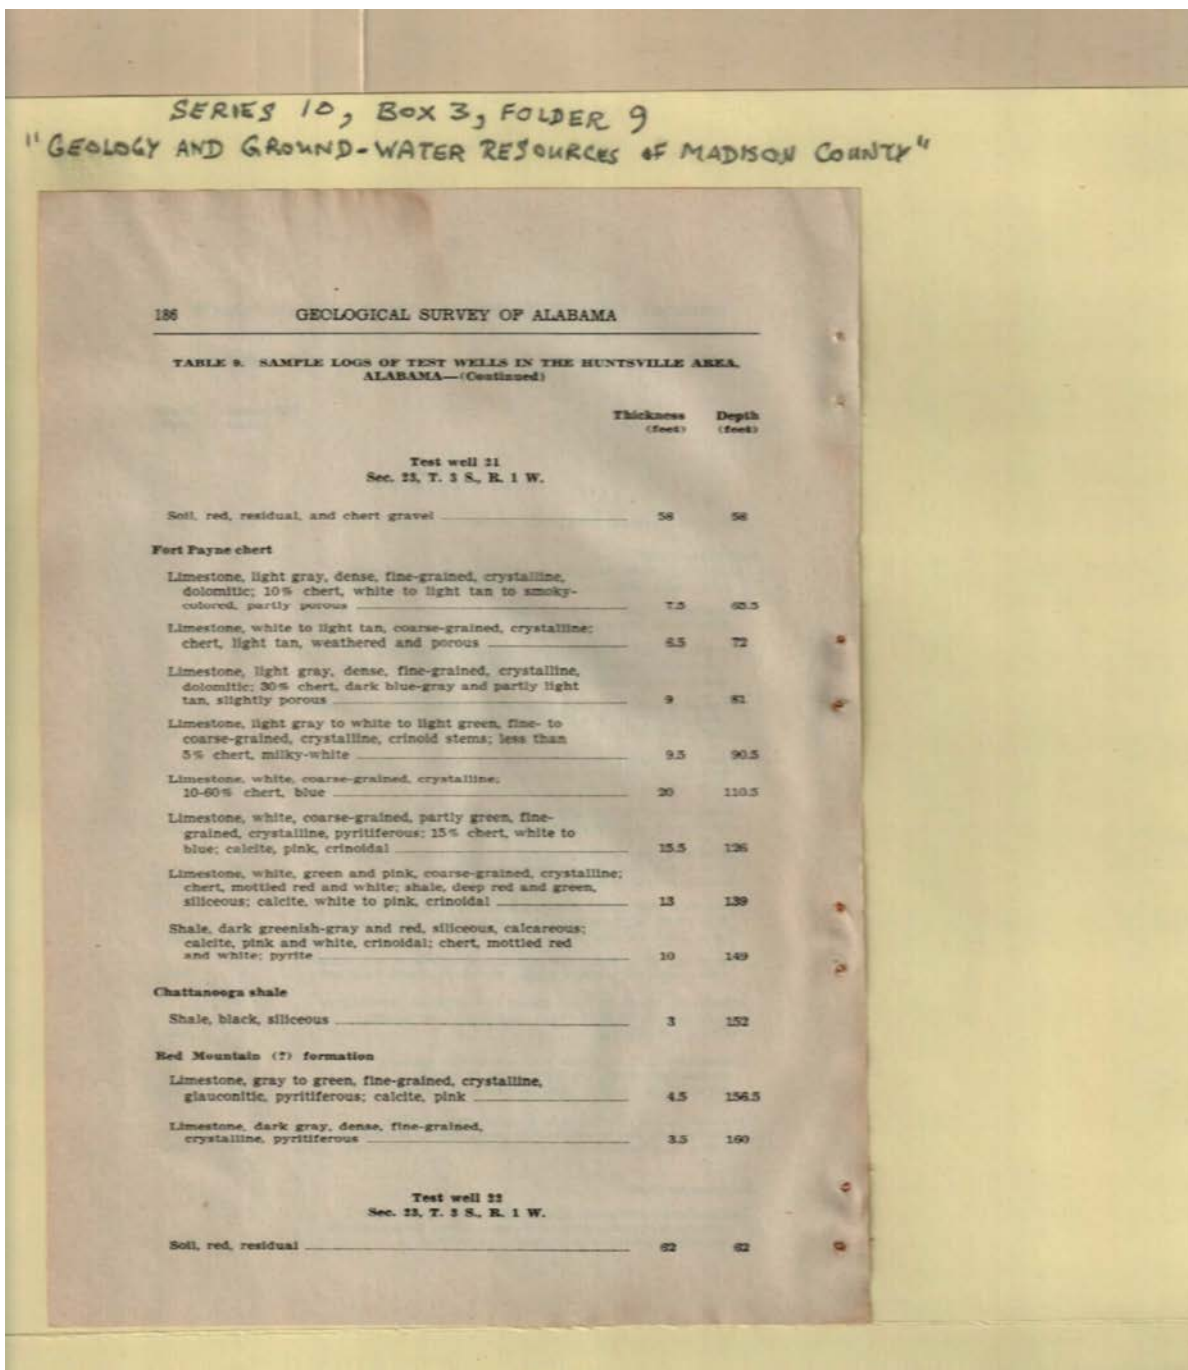 SERIES 10, BOX 3, FOLDER 9
"GEOLOGY AND GROUND-WATER RESOURCES OF MADISON COUNTY"
186 GEOLOGICAL SURVEY OF ALABAMA
TABLE 9. SAMPLE LOGS OF TEST WELLS IN THE HUNTSVILLE AREA,
ALABAMA—(Continued)
Thickness Depth
(feet) (feet)
Test well 21
Sec. 23, T. 3 S., R. 1 W.
Soil, red, residual, and chert gravel 58 58
Fort Payne chert
Limestone, light gray, dense, fine-grained, crystalline,
dolomitic; 10% chert, white to light tan to smoky-
colored, partly porous 7.5 65.5
Limestone, white to light tan, coarse-grained, crystalline;
chert, light tan, weathered and porous 6.5 72
Limestone, light gray, dense, fine-grained, crystalline,
dolomitic; 30% chert, dark blue-gray and partly light
tan, slightly porous 9 81
Limestone, light gray to white to light green, fine- to
coarse-grained, crystalline, crinoid stems; less than
5% chert, milky-white 9.5 90.5
Limestone, white, coarse-grained, crystalline;
10-60% chert, blue 20 110.5
Limestone, white, coarse-grained, partly green, fine-
grained, crystalline, pyritiferous; 15% chert, white to
blue; calcite, pink, crinoidal 15.5 126
Limestone, white, green and pink, coarse-grained, crystalline;
chert, mottled red and white; shale, deep red and green,
siliceous; calcite, white to pink, crinoidal 13 139
Shale, dark greenish-gray and red, siliceous, calcareous;
calcite, pink and white, crinoidal; chert, mottled red
and white; pyrite 10 149
Chattanooga shale
Shale, black, siliceous 3 152
Red Mountain (?) formation
Limestone, gray to green, fine-grained, crystalline,
glauconitic, pyritiferous; calcite, pink 4.5 156.5
Limestone, dark gray, dense, fine-grained,
crystalline, pyritiferous 3.5 160
Test well 22
Sec. 23, T. 3 S., R. 1 W.
Soil, red, residual 62 62